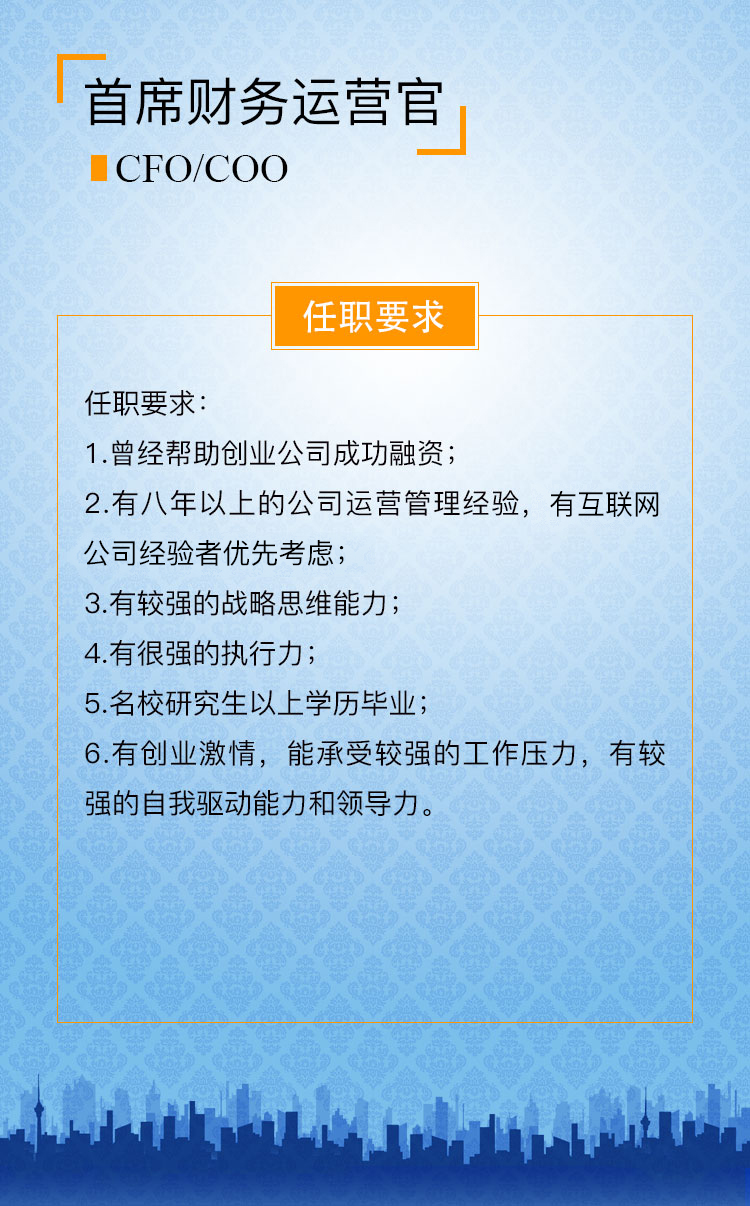 首席财务运营官
CFO/COO
任职要求
任职要求：
1.曾经帮助创业公司成功融资；
2.有八年以上的公司运营管理经验，有互联网
公司经验者优先考虑；
3.有较强的战略思维能力；
4.有很强的执行力；
5.名校研究生以上学历毕业；
6.有创业激情，能承受较强的工作压力，有较
强的自我驱动能力和领导力。